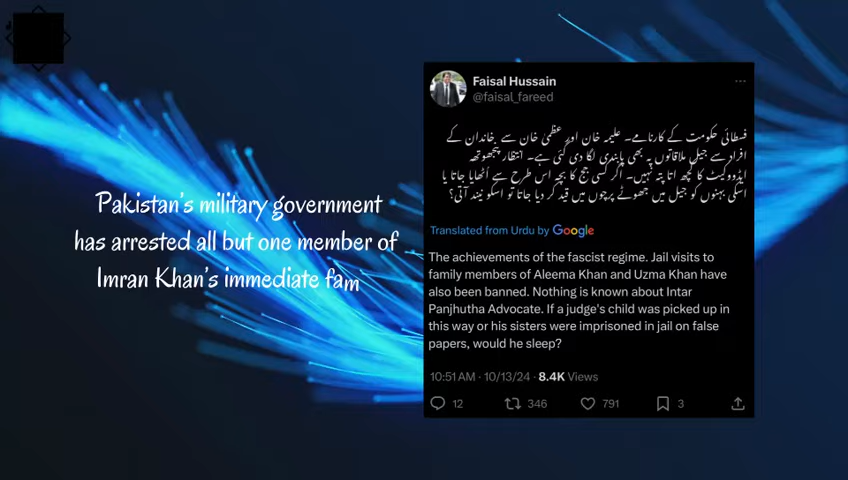 Pakistan's military government
has arrested all but one member of
Imran Khan's immediate fam
Faisal Hussain
@faisal_fareed
فسطائی حکومت کے کارنامے۔ علیمہ خان اور عظمیٰ خان سے خاندان کے
افراد سے جیل ملاقاتوں پہ بھی پابندی لگا دی گئی ہے۔ انتظار پنجھوتھہ
ایڈووکیٹ کا کچھ اتا پتہ نہیں۔ اگر کسی جج کا بچہ اس طرح سے اُٹھایا جاتا یا
اسکی بہنوں کو جیل میں جھوٹے پرچوں میں قید کر دیا جاتا تو اسکو نیند آتی؟
Translated from Urdu by Google
The achievements of the fascist regime. Jail visits to
family members of Aleema Khan and Uzma Khan have
also been banned. Nothing is known about Intar
Panjhutha Advocate. If a judge's child was picked up in
this way or his sisters were imprisoned in jail on false
papers, would he sleep?
10:51 AM · 10/13/24 · 8.4K Views
12 346 791 3